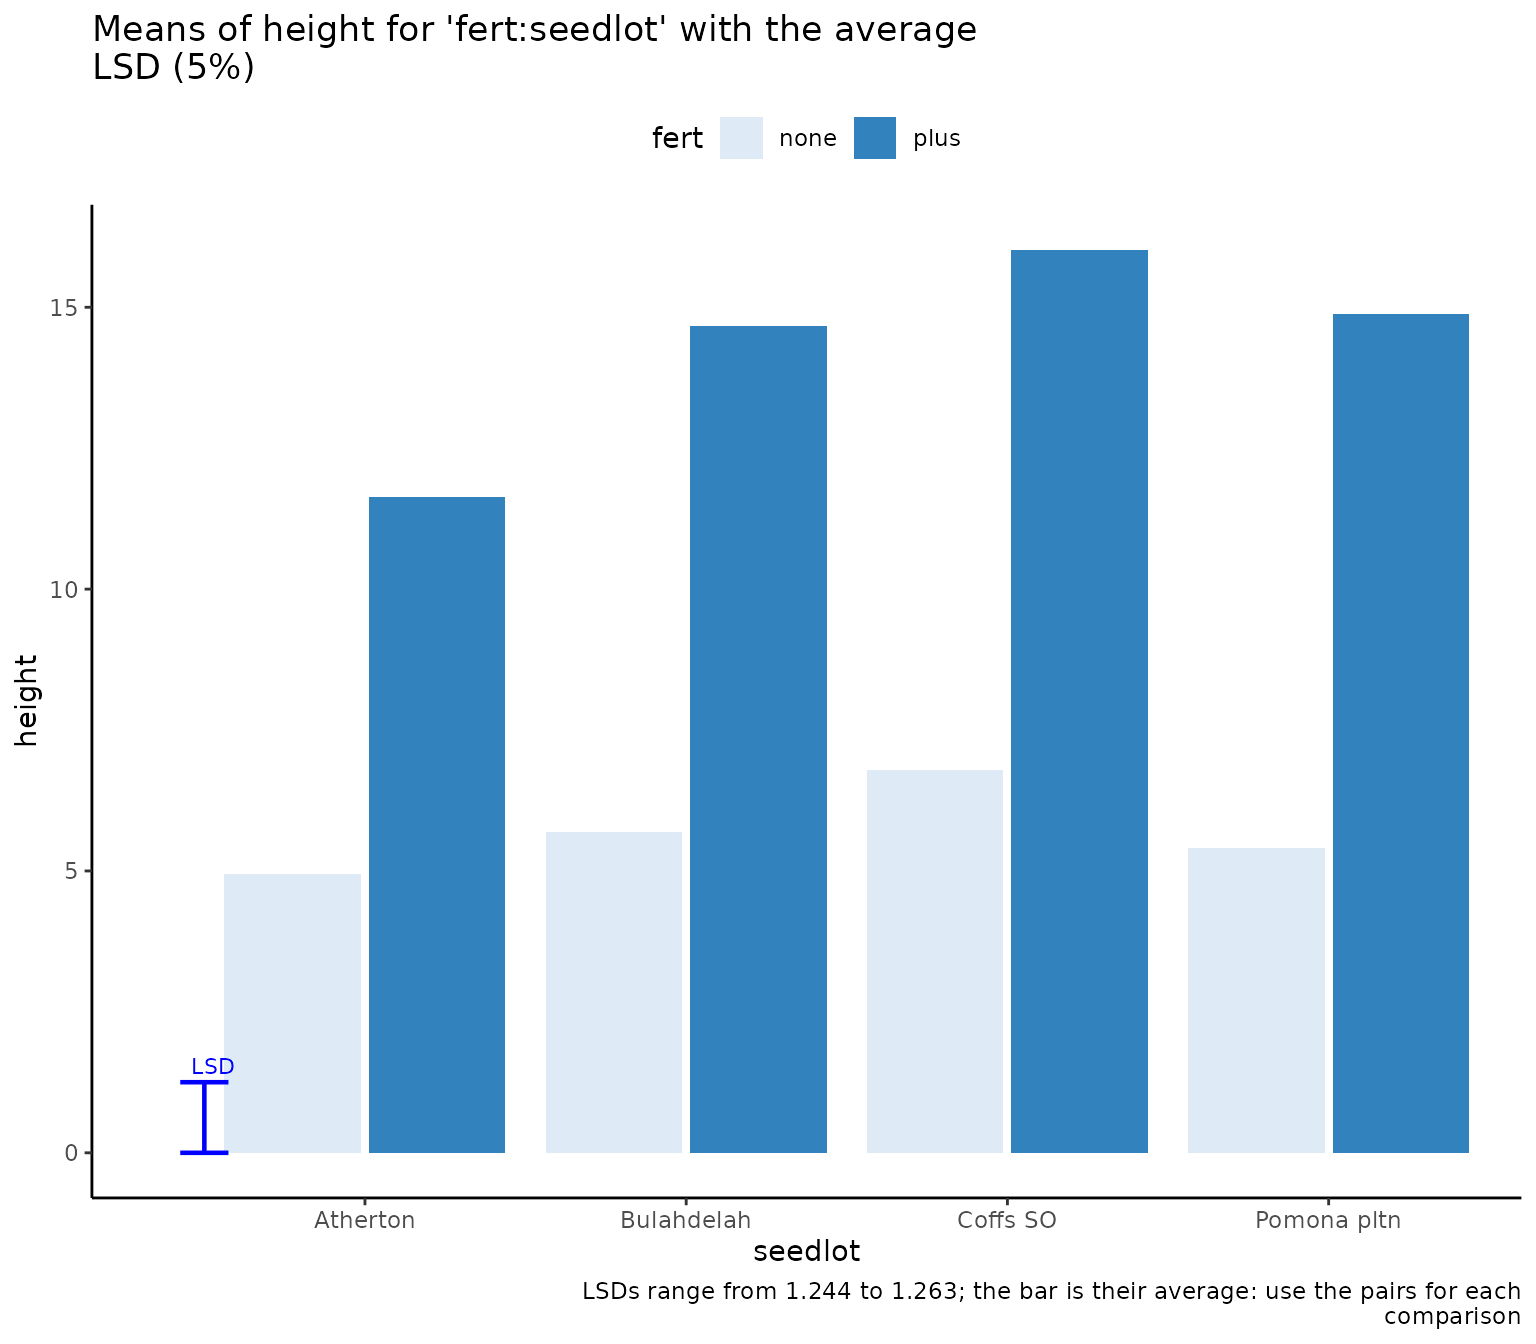 Means of height for 'fert:seedlot' with the average
LSD (5%)
fert none plus
height
15
10
5
0
LSD
Atherton Bulahdelah Coffs SO Pomona pltn
seedlot
LSDs range from 1.244 to 1.263; the bar is their average: use the pairs for each
comparison